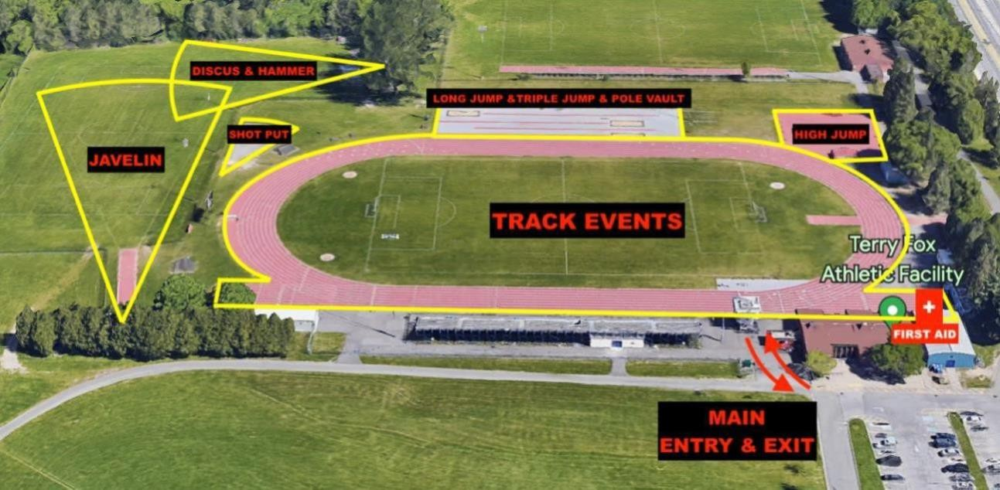 DISCUS & HAMMER
LONG JUMP &TRIPLE JUMP & POLE VAULT
SHOT PUT
HIGH JUMP
JAVELIN
TRACK EVENTS
Terry Fox
Athletic Facility
FIRST AID
MAIN
ENTRY & EXIT